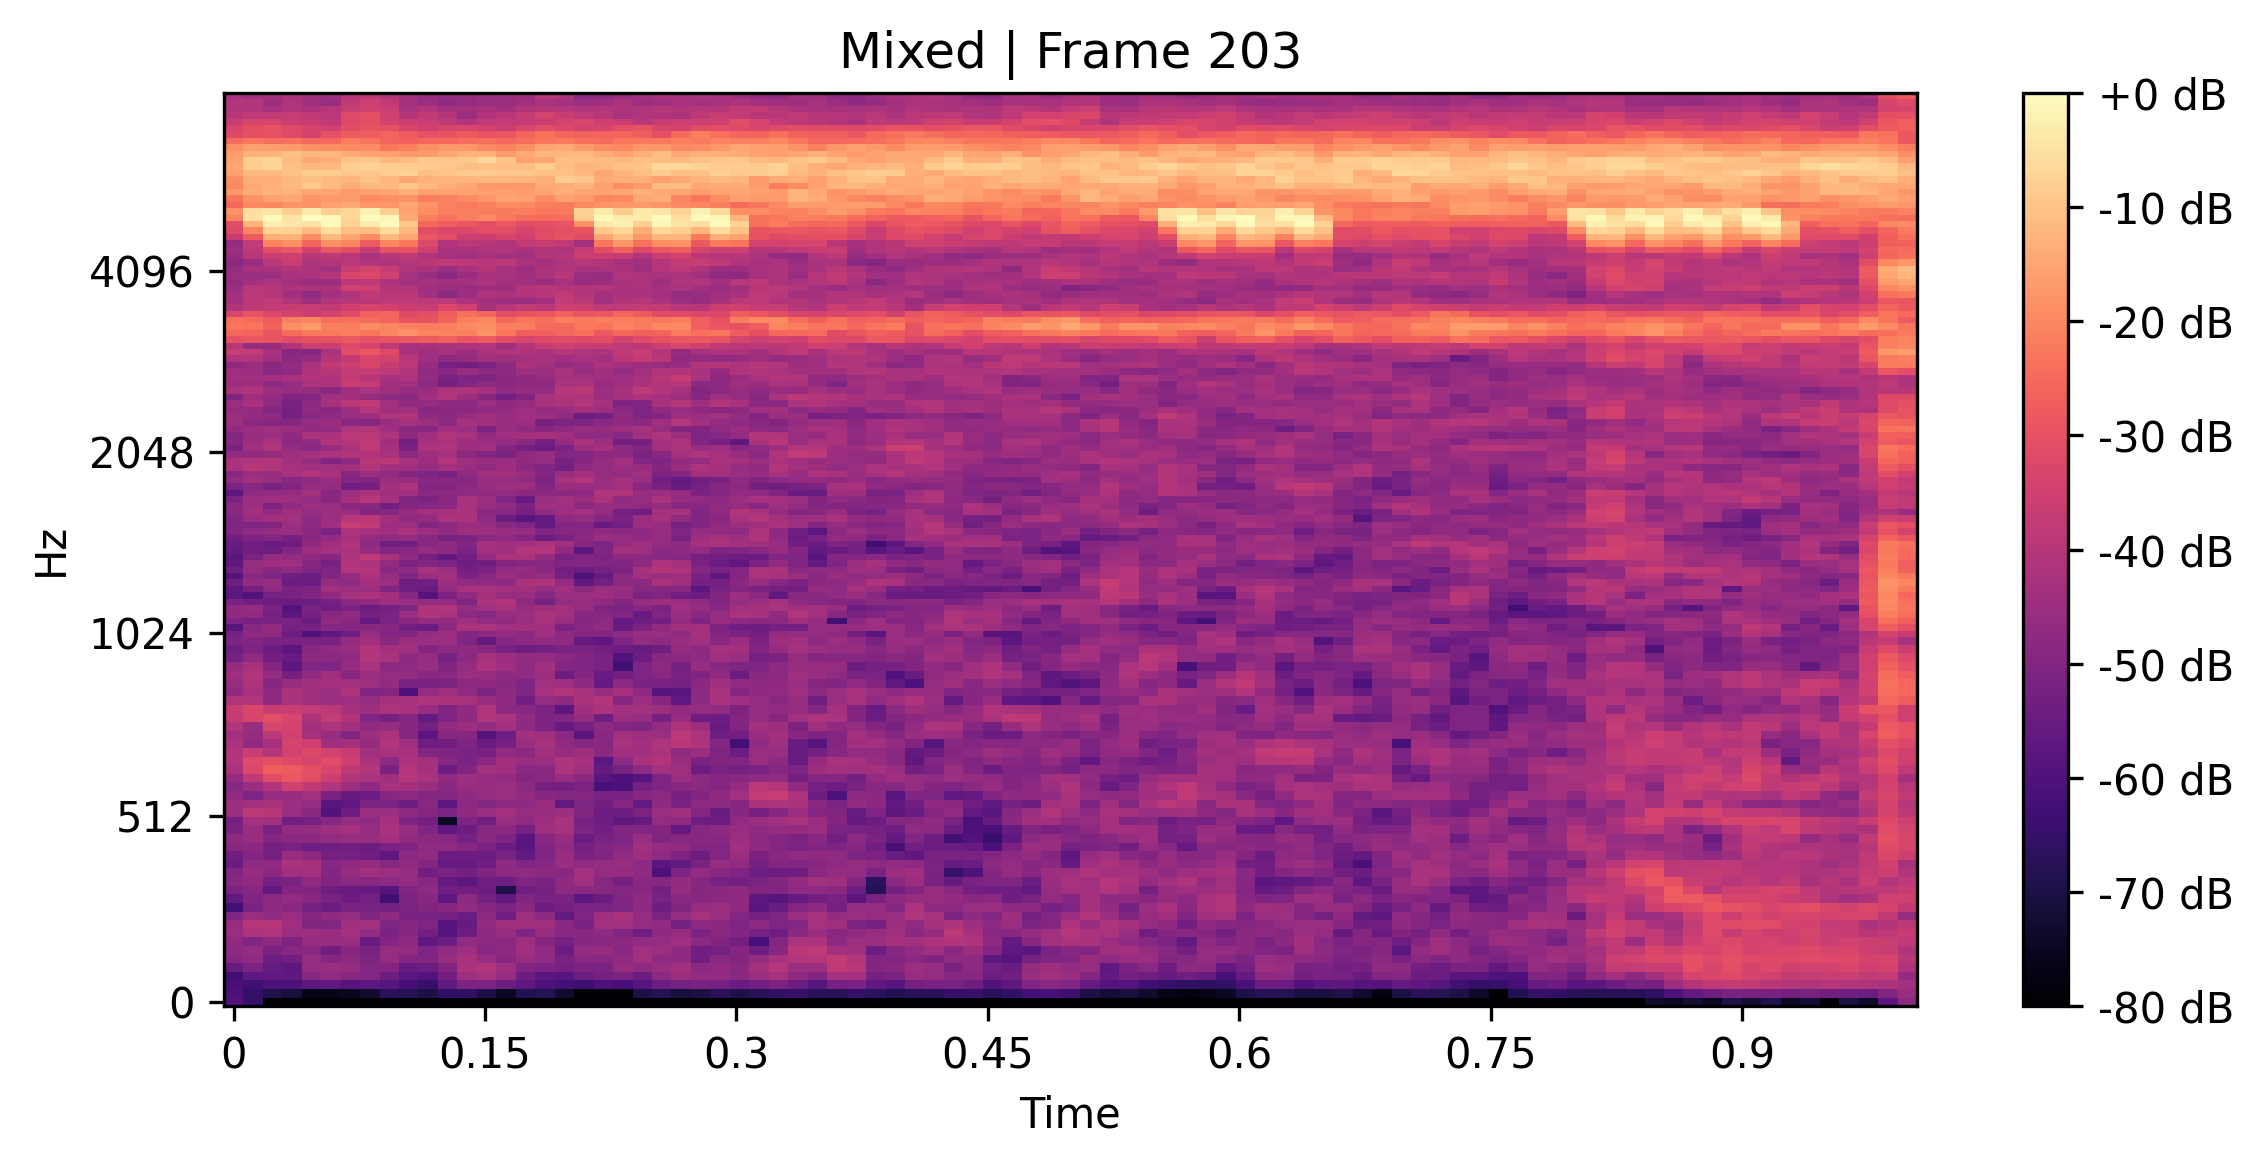 Mixed | Frame 203
+0 dB
-10 dB
-20 dB
-30 dB
-40 dB
-50 dB
-60 dB
-70 dB
-80 dB
Hz
4096
2048
1024
512
0
0 0.15 0.3 0.45 0.6 0.75 0.9
Time